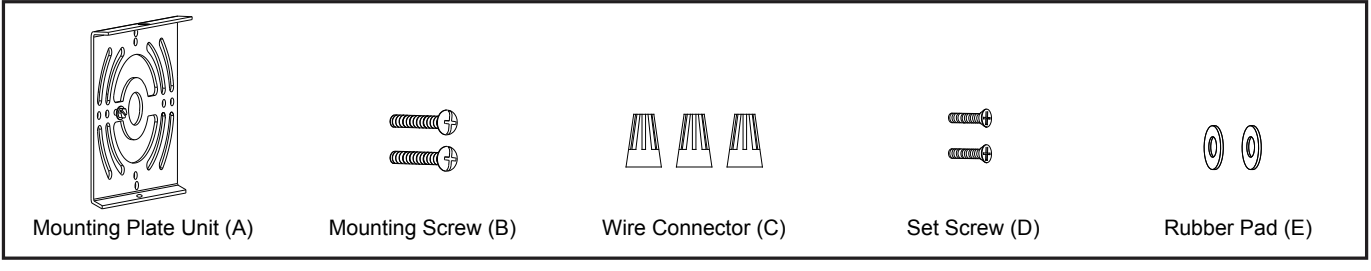 Mounting Plate Unit (A)
Mounting Screw (B)
Wire Connector (C)
Set Screw (D)
Rubber Pad (E)